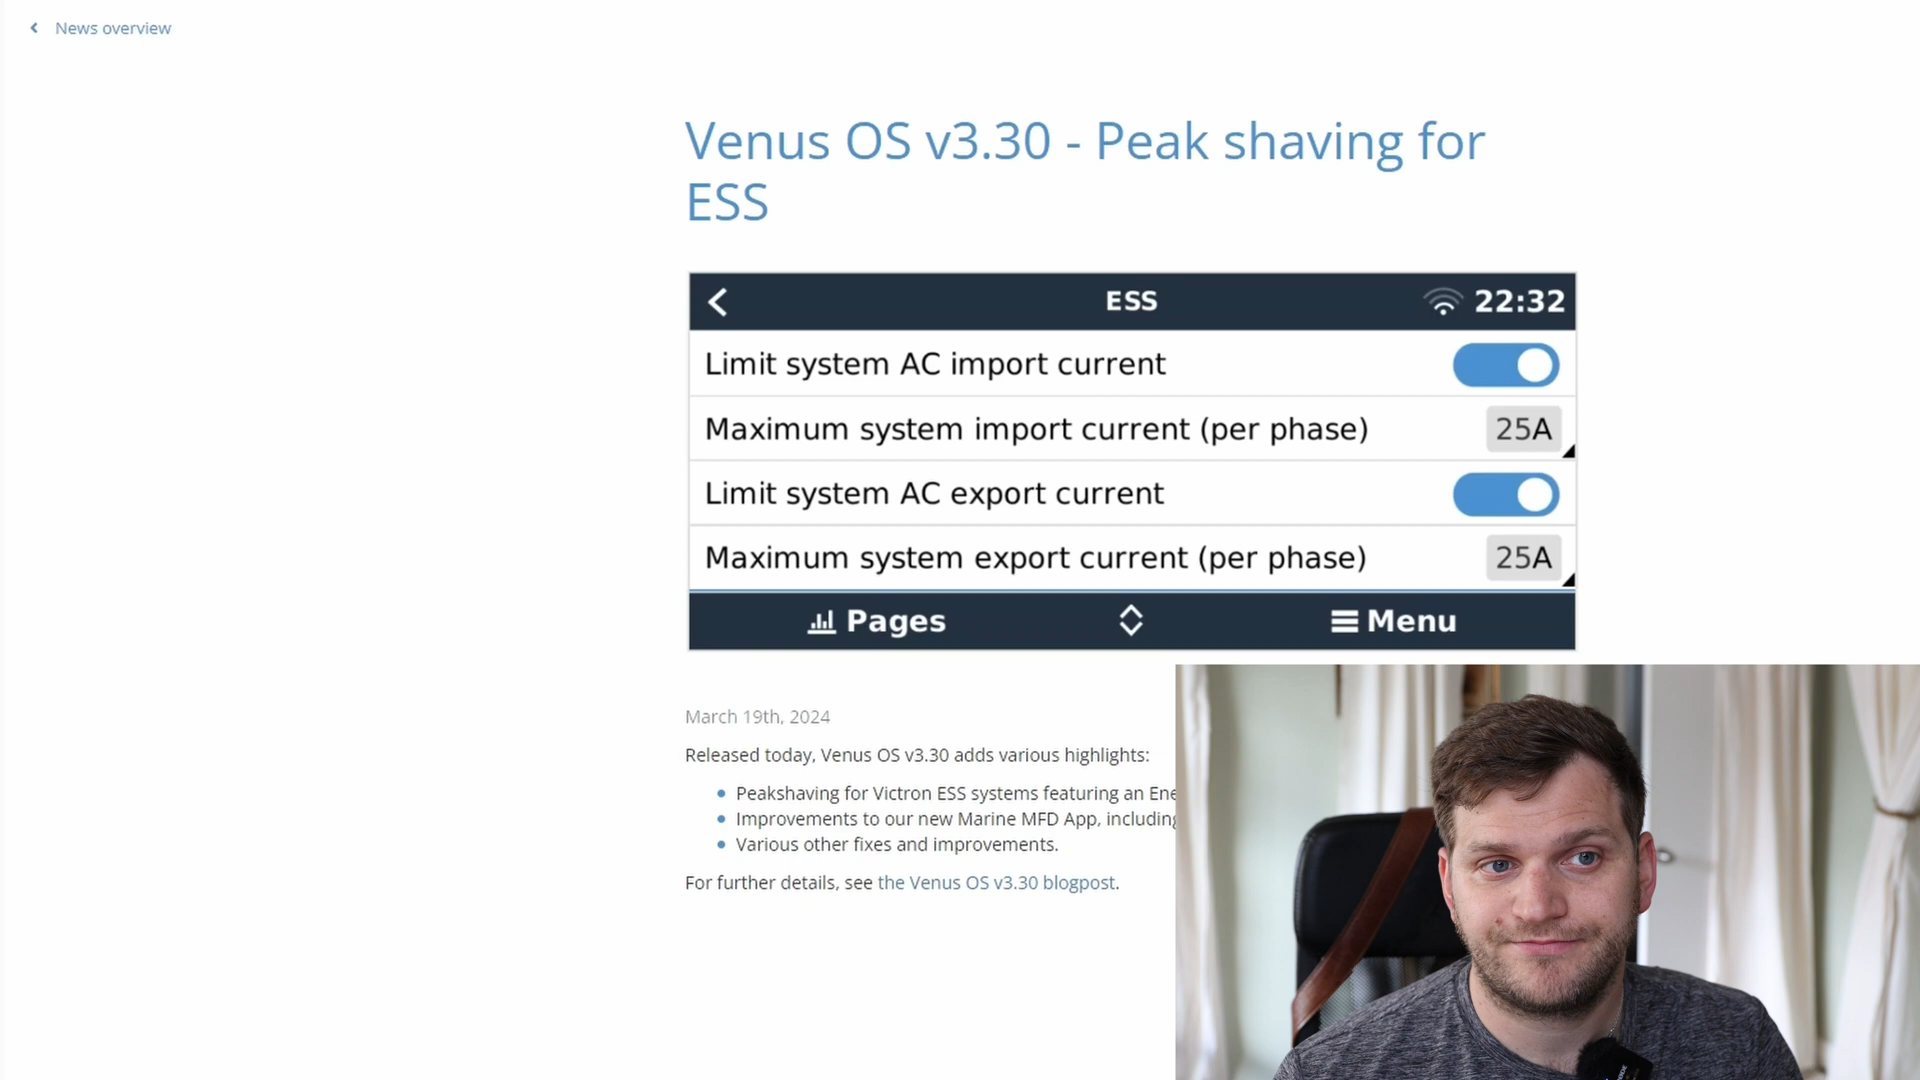 News overview
Venus OS v3.30 - Peak shaving for
ESS
ESS 22:32
Limit system AC import current
Maximum system import current (per phase) 25A
Limit system AC export current
Maximum system export current (per phase) 25A
Pages Menu
March 19th, 2024
Released today, Venus OS v3.30 adds various highlights:
Peakshaving for Victron ESS systems featuring an Ene
Improvements to our new Marine MFD App, including
Various other fixes and improvements.
For further details, see the Venus OS v3.30 blogpost.